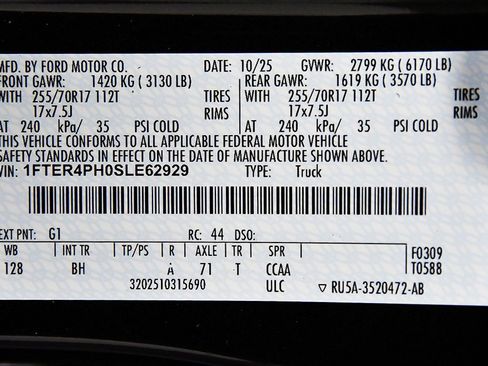 MFD. BY FORD MOTOR CO. DATE: 10/25 GVWR: 2799 KG (6170 LB)
FRONT GAWR: 1420 KG (3130 LB) REAR GAWR: 1619 KG (3570 LB)
WITH 255/70R17 112T TIRES WITH 255/70R17 112T TIRES
17x7.5J RIMS 17x7.5J RIMS
AT 240 kPa/ 35 PSI COLD AT 240 kPa/ 35 PSI COLD
THIS VEHICLE CONFORMS TO ALL APPLICABLE FEDERAL MOTOR VEHICLE
SAFETY STANDARDS IN EFFECT ON THE DATE OF MANUFACTURE SHOWN ABOVE.
VIN: 1FTER4PH0SLE62929 TYPE: Truck
EXT PNT: G1 RC: 44 DSO:
WB INT TR TP/PS R AXLE TR SPR F0309
128 BH A 71 T CCAA T0588
3202510315690 ULC ▽ RU5A-3520472-AB